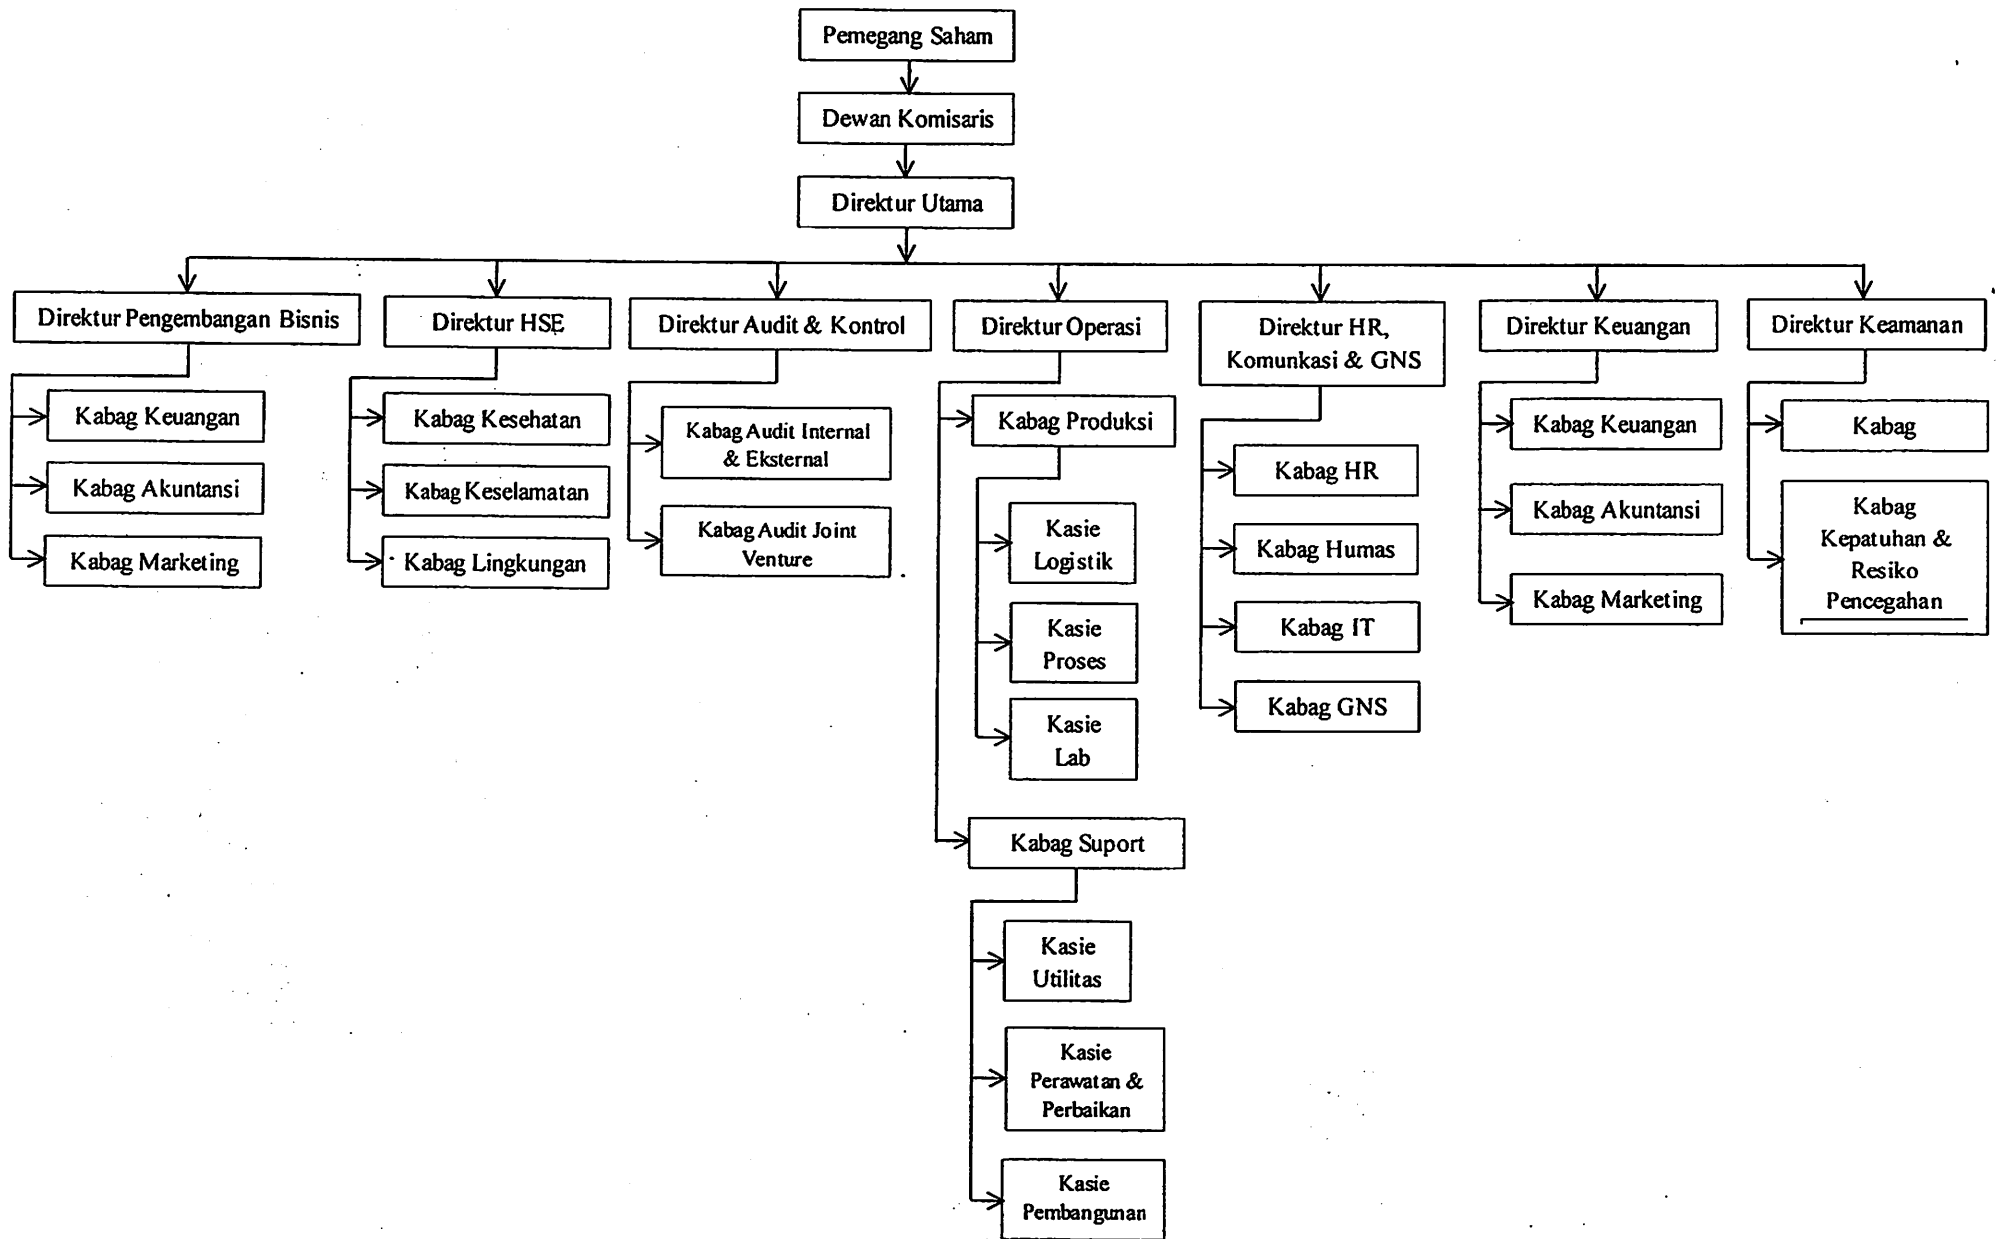 Pemegang Saham
Dewan Komisaris
Direktur Utama
Direktur Pengembangan Bisnis
Kabag Keuangan
Kabag Akuntansi
Kabag Marketing
Direktur HSE
Kabag Kesehatan
Kabag Keselamatan
Kabag Lingkungan
Direktur Audit & Kontrol
Kabag Audit Internal
& Eksternal
Kabag Audit Joint
Venture
Direktur Operasi
Kabag Produksi
Kasie
Logistik
Kasie
Proses
Kasie
Lab
Kabag Suport
Kasie
Utilitas
Kasie
Perawatan &
Perbaikan
Kasie
Pembangunan
Direktur HR,
Komunkasi & GNS
Kabag HR
Kabag Humas
Kabag IT
Kabag GNS
Direktur Keuangan
Kabag Keuangan
Kabag Akuntansi
Kabag Marketing
Direktur Keamanan
Kabag
Kabag
Kepatuhan &
Resiko
Pencegahan